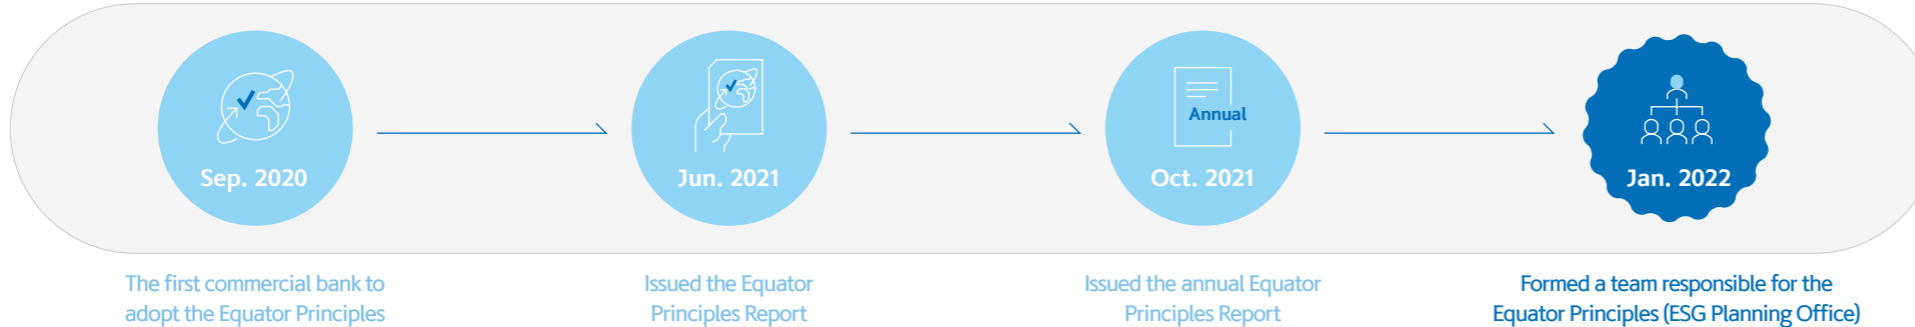 Annual
Sep. 2020
Jun. 2021
Oct. 2021
Jan. 2022
The first commercial bank to
adopt the Equator Principles
Issued the Equator
Principles Report
Issued the annual Equator
Principles Report
Formed a team responsible for the
Equator Principles (ESG Planning Office)